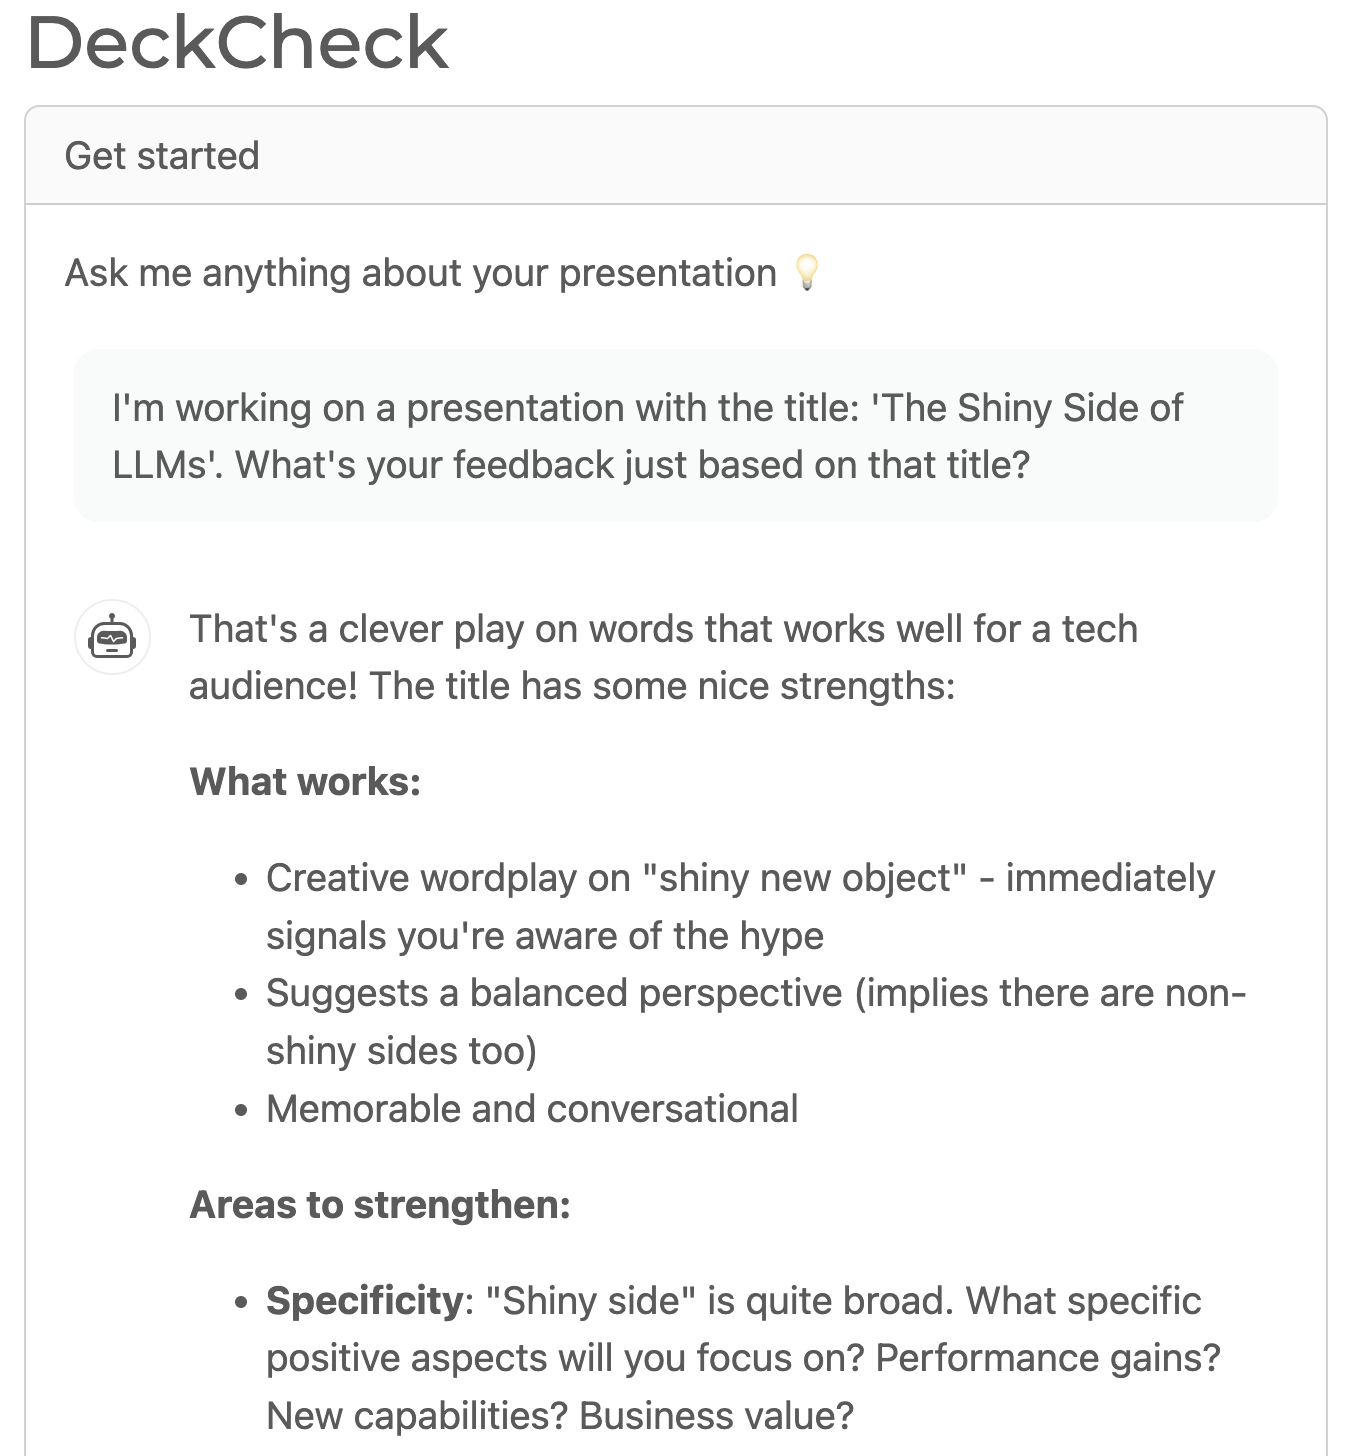 DeckCheck
Get started
Ask me anything about your presentation 💡
I'm working on a presentation with the title: 'The Shiny Side of
LLMs'. What's your feedback just based on that title?
That's a clever play on words that works well for a tech
audience! The title has some nice strengths:
What works:
• Creative wordplay on "shiny new object" - immediately
signals you're aware of the hype
• Suggests a balanced perspective (implies there are non-
shiny sides too)
• Memorable and conversational
Areas to strengthen:
• Specificity: "Shiny side" is quite broad. What specific
positive aspects will you focus on? Performance gains?
New capabilities? Business value?